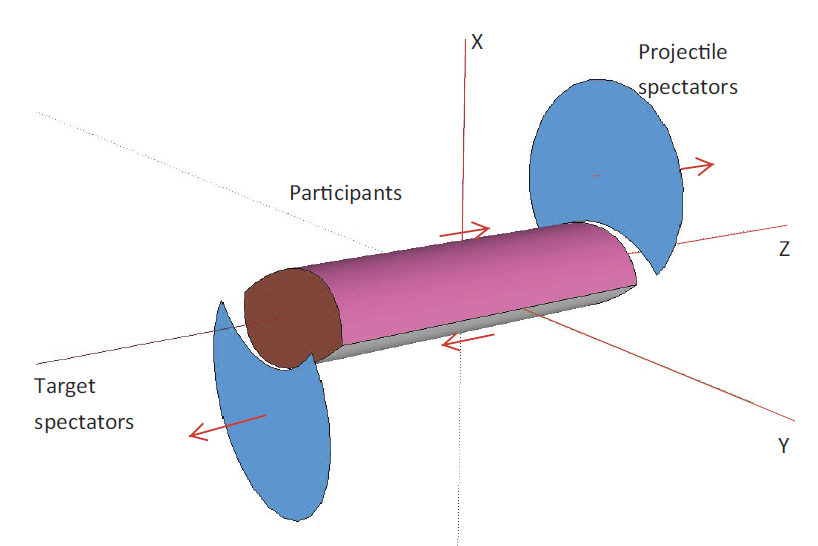 X
Projectile
spectators
Participants
Z
Target
spectators
Y